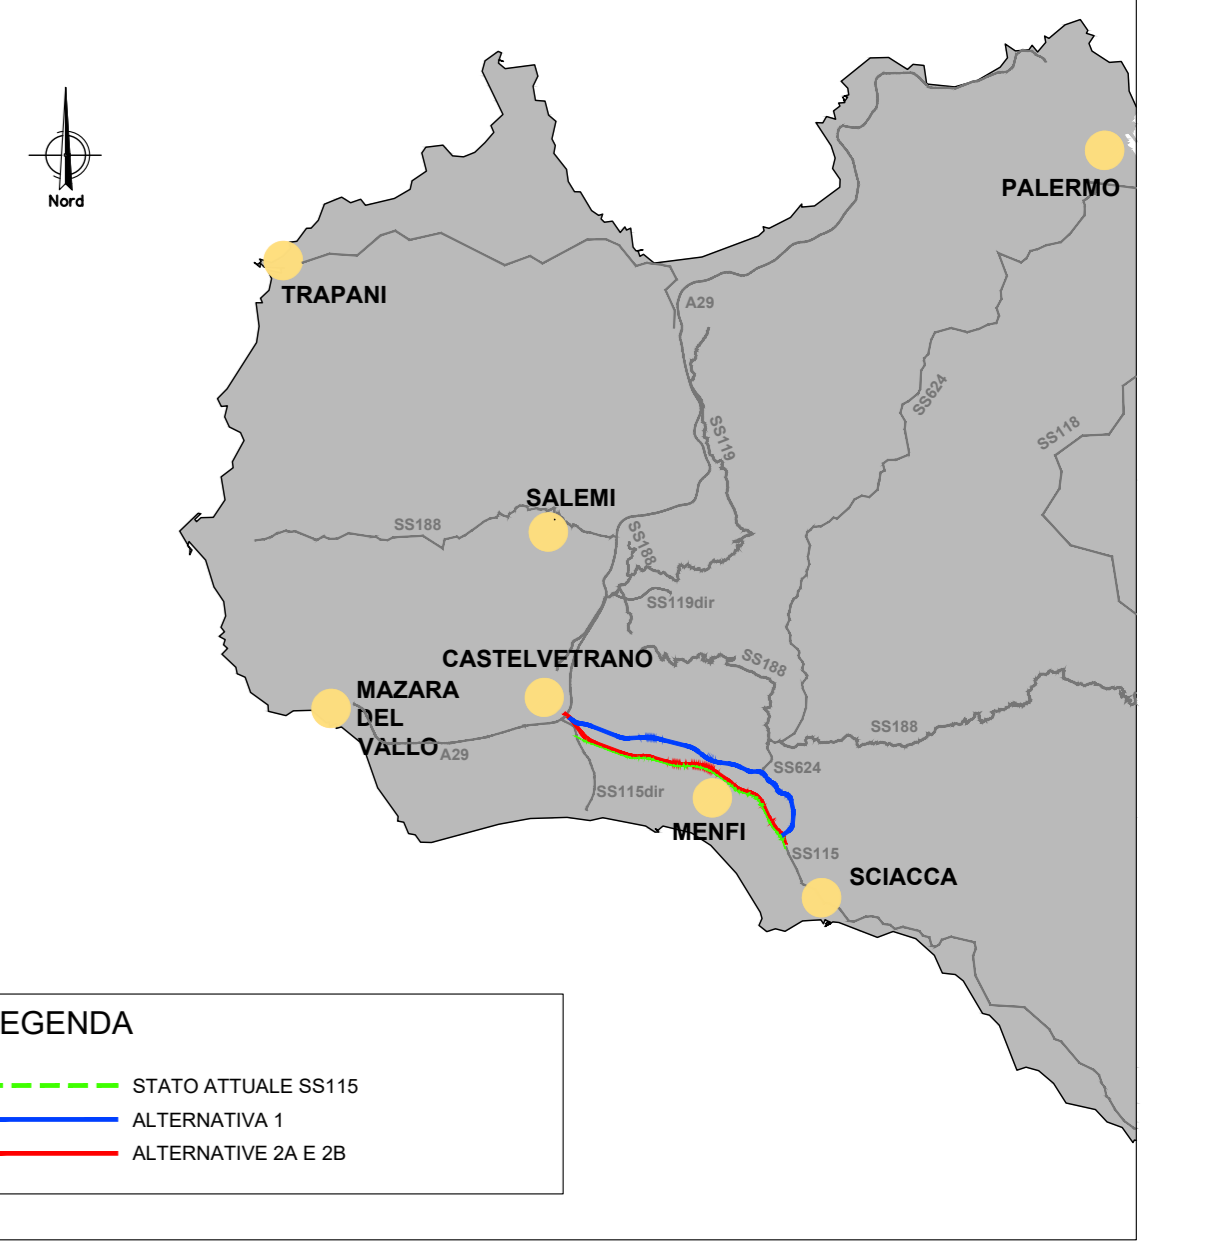 PALERMO
Nord
TRAPANI
A29
SS624
SS119
SS118
SALEMI
SS188
SS188
SS119dir
CASTELVETRANO
SS188
MAZARA
DEL
VALLO
A29
SS188
SS624
SS115dir
MENFI
SS115
SCIACCA
EGENDA
STATO ATTUALE SS115
ALTERNATIVA 1
ALTERNATIVE 2A E 2B